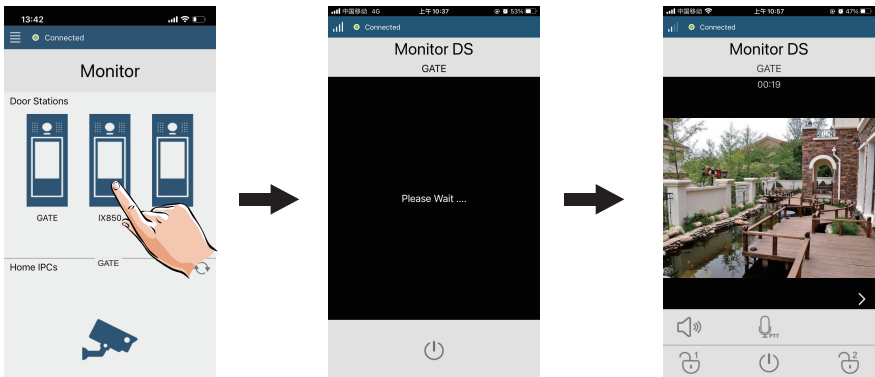 13:42
Connected
Monitor
Door Stations
GATE
IX850
GATE
Home IPCs
中国移动 4G 上午10:37 53%
Connected
Monitor DS
GATE
Please Wait ....
中国移动 上午10:57 47%
Connected
Monitor DS
GATE
00:19
PTT
1
2